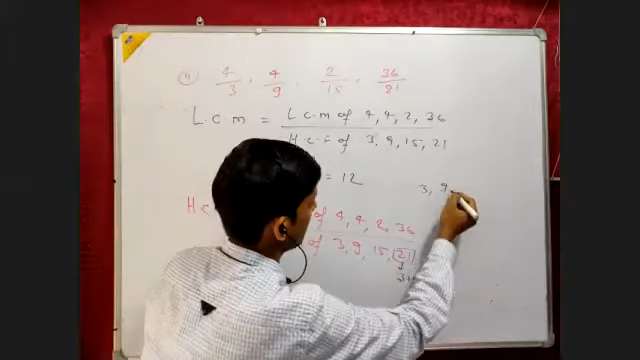 11 4/3, 4/9, 2/15, 36/21
L.C.M = L.C.M of 4, 4, 2, 36 / H.C.F of 3, 9, 15, 21
= 12
3, 9
of 4, 4, 2, 36
of 3, 9, 15, 21